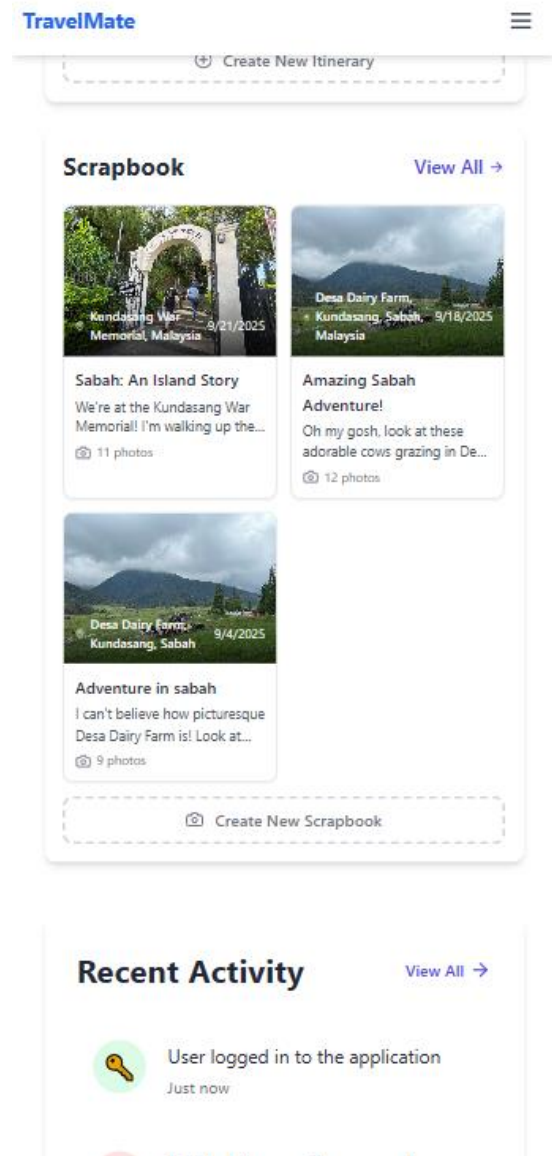 TravelMate
Create New Itinerary
Scrapbook
View All →
Kundasang War
Memorial, Malaysia
9/21/2025
Sabah: An Island Story
We're at the Kundasang War
Memorial! I'm walking up the...
11 photos
Desa Dairy Farm,
Kundasang, Sabah,
Malaysia
9/18/2025
Amazing Sabah
Adventure!
Oh my gosh, look at these
adorable cows grazing in De...
12 photos
Desa Dairy Farm,
Kundasang, Sabah
9/4/2025
Adventure in sabah
I can't believe how picturesque
Desa Dairy Farm is! Look at...
9 photos
Create New Scrapbook
Recent Activity
View All →
User logged in to the application
Just now